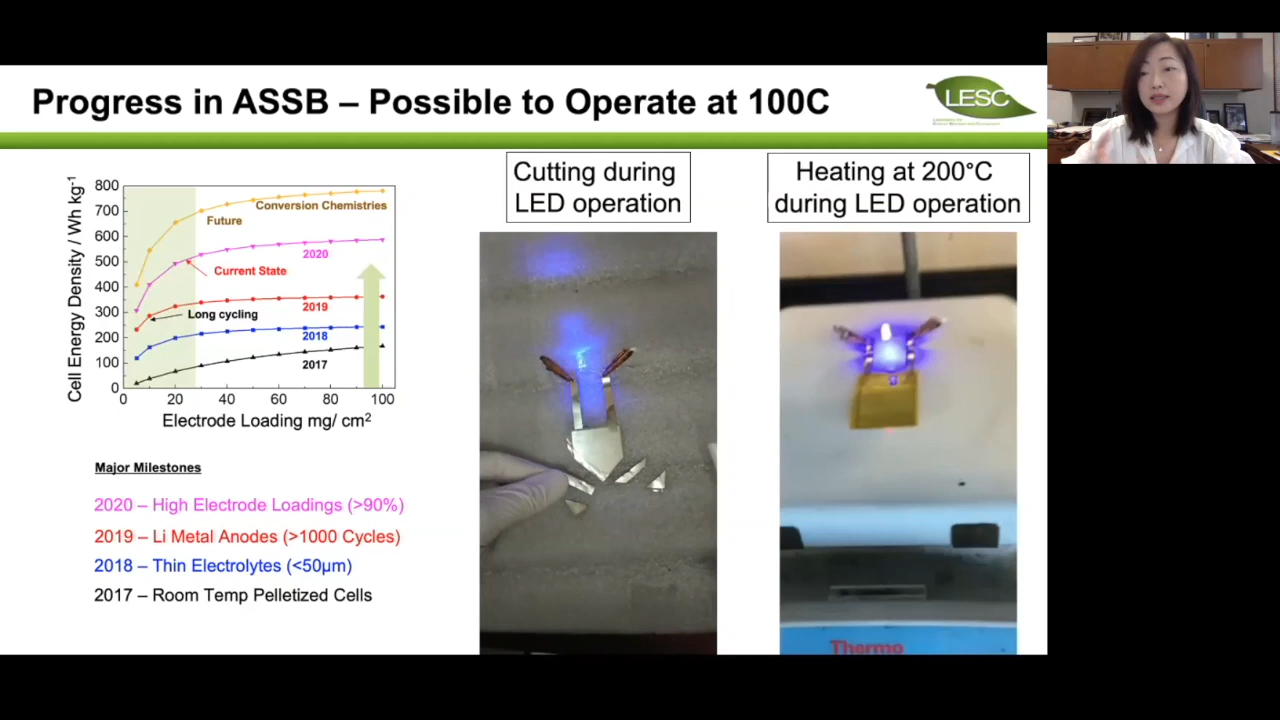 Progress in ASSB – Possible to Operate at 100C
LESC
Cutting during
LED operation
Heating at 200°C
during LED operation
Cell Energy Density / Wh kg-1
800
700
600
500
400
300
200
100
0
Conversion Chemistries
Future
2020
Current State
2019
Long cycling
2018
2017
0
20
40
60
80
100
Electrode Loading mg/ cm2
Major Milestones
2020 – High Electrode Loadings (>90%)
2019 – Li Metal Anodes (>1000 Cycles)
2018 – Thin Electrolytes (<50µm)
2017 – Room Temp Pelletized Cells
Thermo